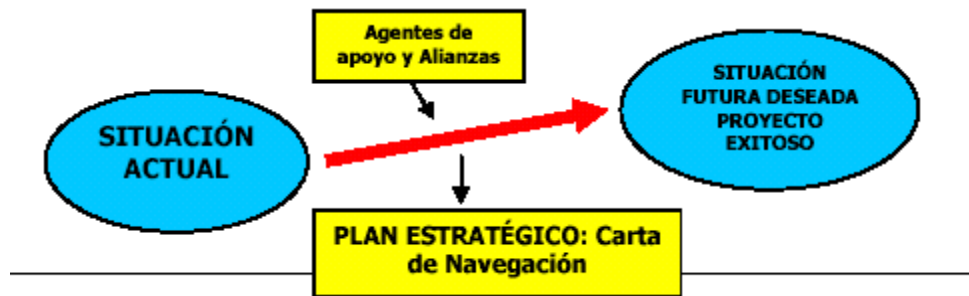 Agentes de
apoyo y Alianzas
SITUACIÓN
FUTURA DESEADA
PROYECTO
EXITOSO
SITUACIÓN
ACTUAL
PLAN ESTRATÉGICO: Carta
de Navegación